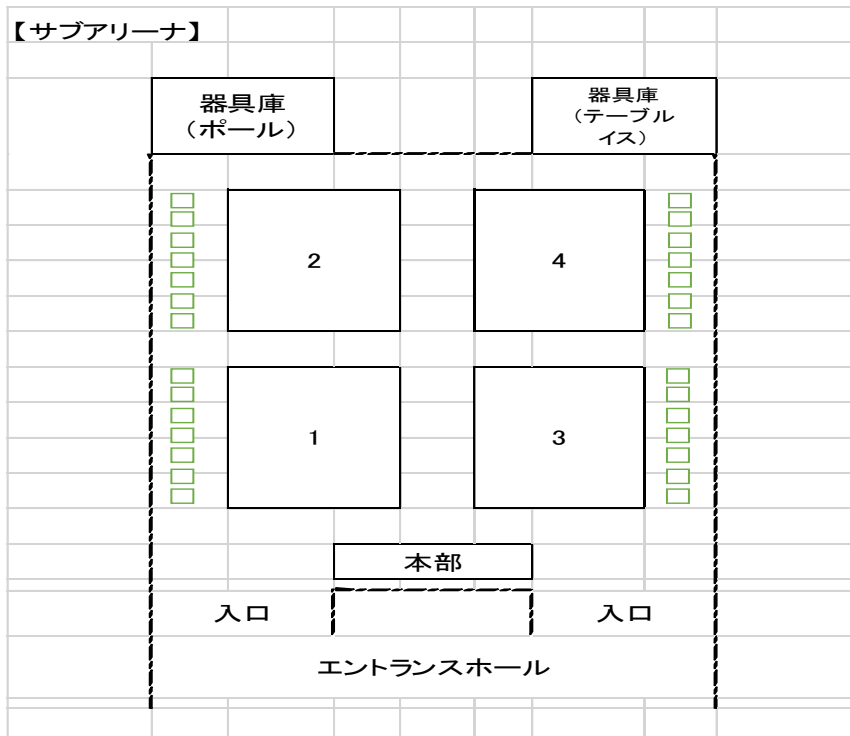 【サブアリーナ】
器具庫
（ポール）
器具庫
（テーブル
イス）
2
4
1
3
本部
入口
入口
エントランスホール